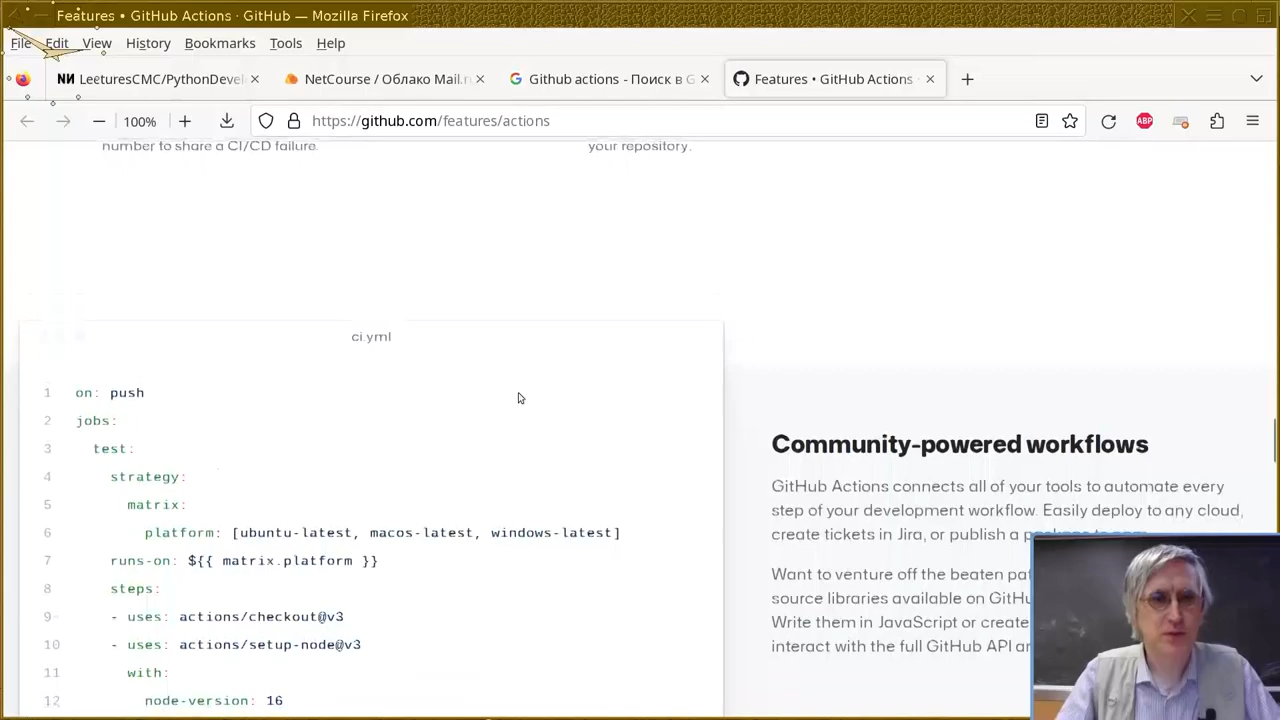 Features • GitHub Actions · GitHub — Mozilla Firefox
File Edit View History Bookmarks Tools Help
LecturesCMC/PythonDevel
NetCourse / Облако Mail.r
Github actions - Поиск в G
Features • GitHub Actions
100%
https://github.com/features/actions
ABP
number to share a CI/CD failure.
your repository.
ci.yml
1 on: push
2 jobs:
3 test:
4 strategy:
5 matrix:
6 platform: [ubuntu-latest, macos-latest, windows-latest]
7 runs-on: ${{ matrix.platform }}
8 steps:
9 - uses: actions/checkout@v3
10 - uses: actions/setup-node@v3
11 with:
12 node-version: 16
Community-powered workflows
GitHub Actions connects all of your tools to automate every
step of your development workflow. Easily deploy to any cloud,
create tickets in Jira, or publish a package to npm.
Want to venture off the beaten pat
source libraries available on GitHu
Write them in JavaScript or create
interact with the full GitHub API an